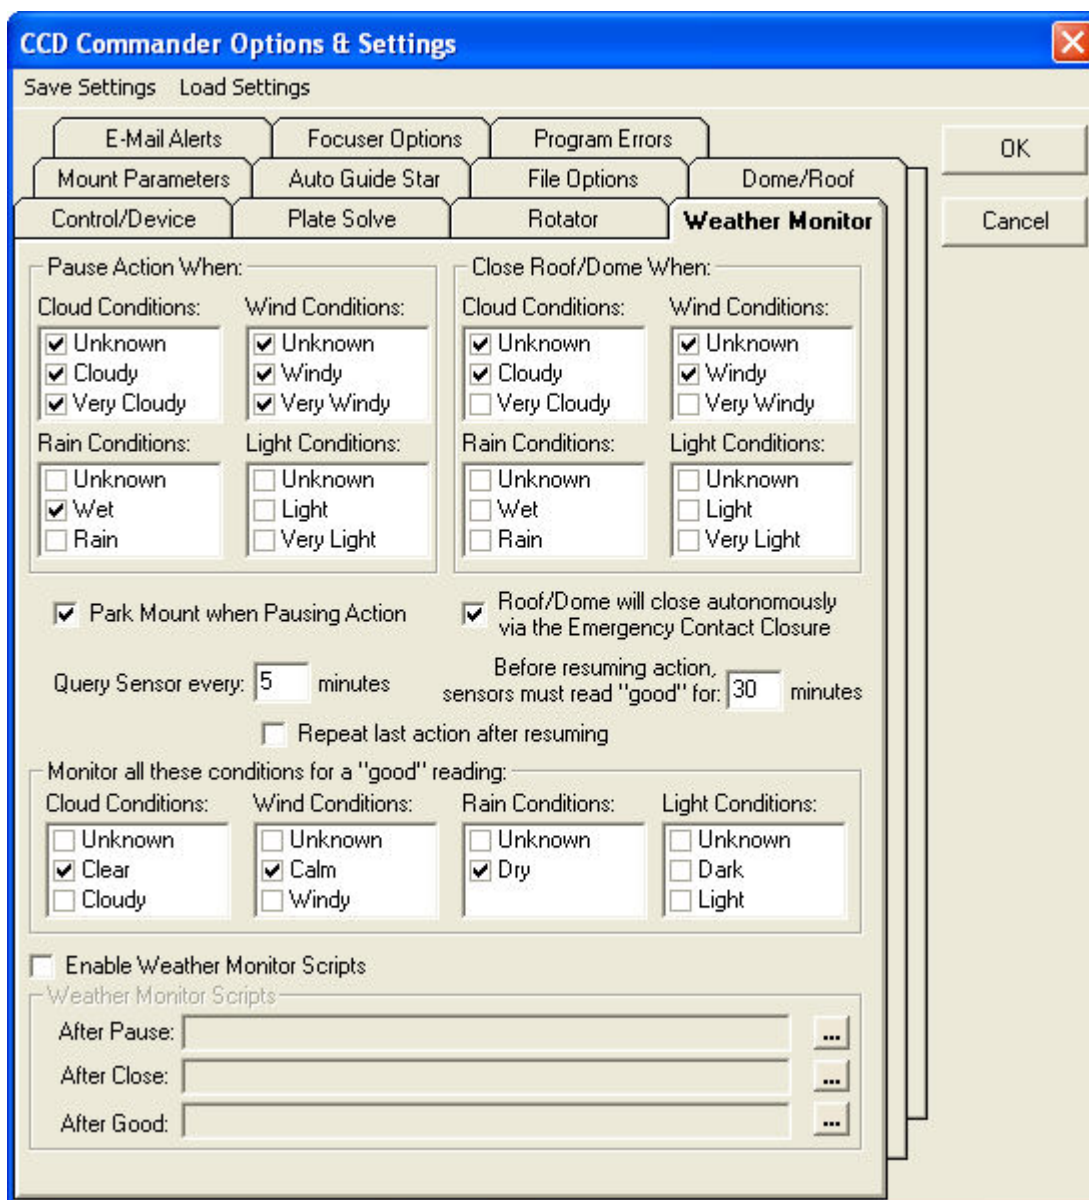 CCD Commander Options & Settings
Save Settings Load Settings
E-Mail Alerts Focuser Options Program Errors
OK
Mount Parameters Auto Guide Star File Options Dome/Roof
Control/Device Plate Solve Rotator Weather Monitor
Cancel
Pause Action When: Close Roof/Dome When:
Cloud Conditions: Wind Conditions: Cloud Conditions: Wind Conditions:
Unknown Unknown Unknown Unknown
Cloudy Windy Cloudy Windy
Very Cloudy Very Windy Very Cloudy Very Windy
Rain Conditions: Light Conditions: Rain Conditions: Light Conditions:
Unknown Unknown Unknown Unknown
Wet Light Wet Light
Rain Very Light Rain Very Light
Park Mount when Pausing Action
Roof/Dome will close autonomously
via the Emergency Contact Closure
Query Sensor every: 5 minutes
Before resuming action,
sensors must read "good" for: 30 minutes
Repeat last action after resuming
Monitor all these conditions for a "good" reading:
Cloud Conditions: Wind Conditions: Rain Conditions: Light Conditions:
Unknown Unknown Unknown Unknown
Clear Calm Dry Dark
Cloudy Windy Light
Enable Weather Monitor Scripts
Weather Monitor Scripts
After Pause: ...
After Close: ...
After Good: ...